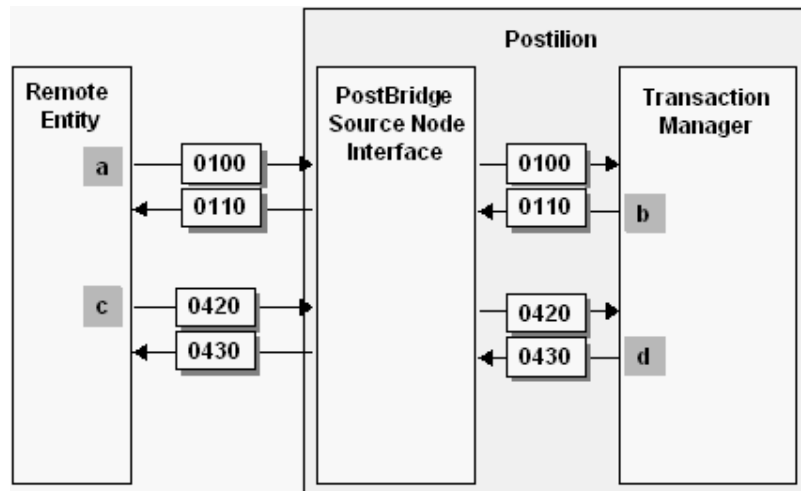 Postilion
Remote
Entity
PostBridge
Source Node
Interface
Transaction
Manager
a
0100
0100
0110
0110
b
c
0420
0420
0430
0430
d